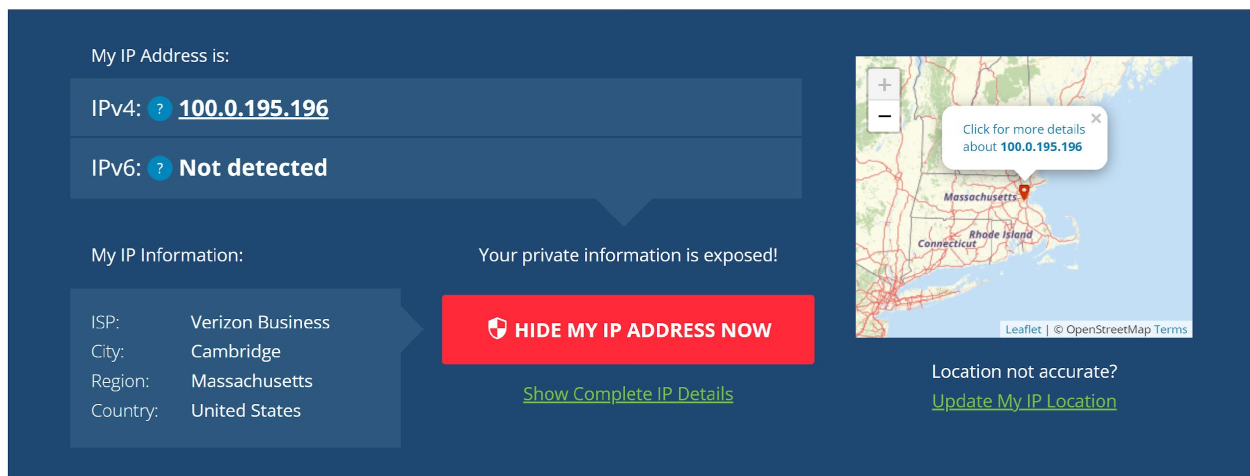 My IP Address is:
IPv4: ? 100.0.195.196
IPv6: ? Not detected
My IP Information:
ISP: Verizon Business
City: Cambridge
Region: Massachusetts
Country: United States
Your private information is exposed!
HIDE MY IP ADDRESS NOW
Show Complete IP Details
+
−
Click for more details
about 100.0.195.196
×
Massachusetts
Rhode Island
Connecticut
Leaflet | © OpenStreetMap Terms
Location not accurate?
Update My IP Location